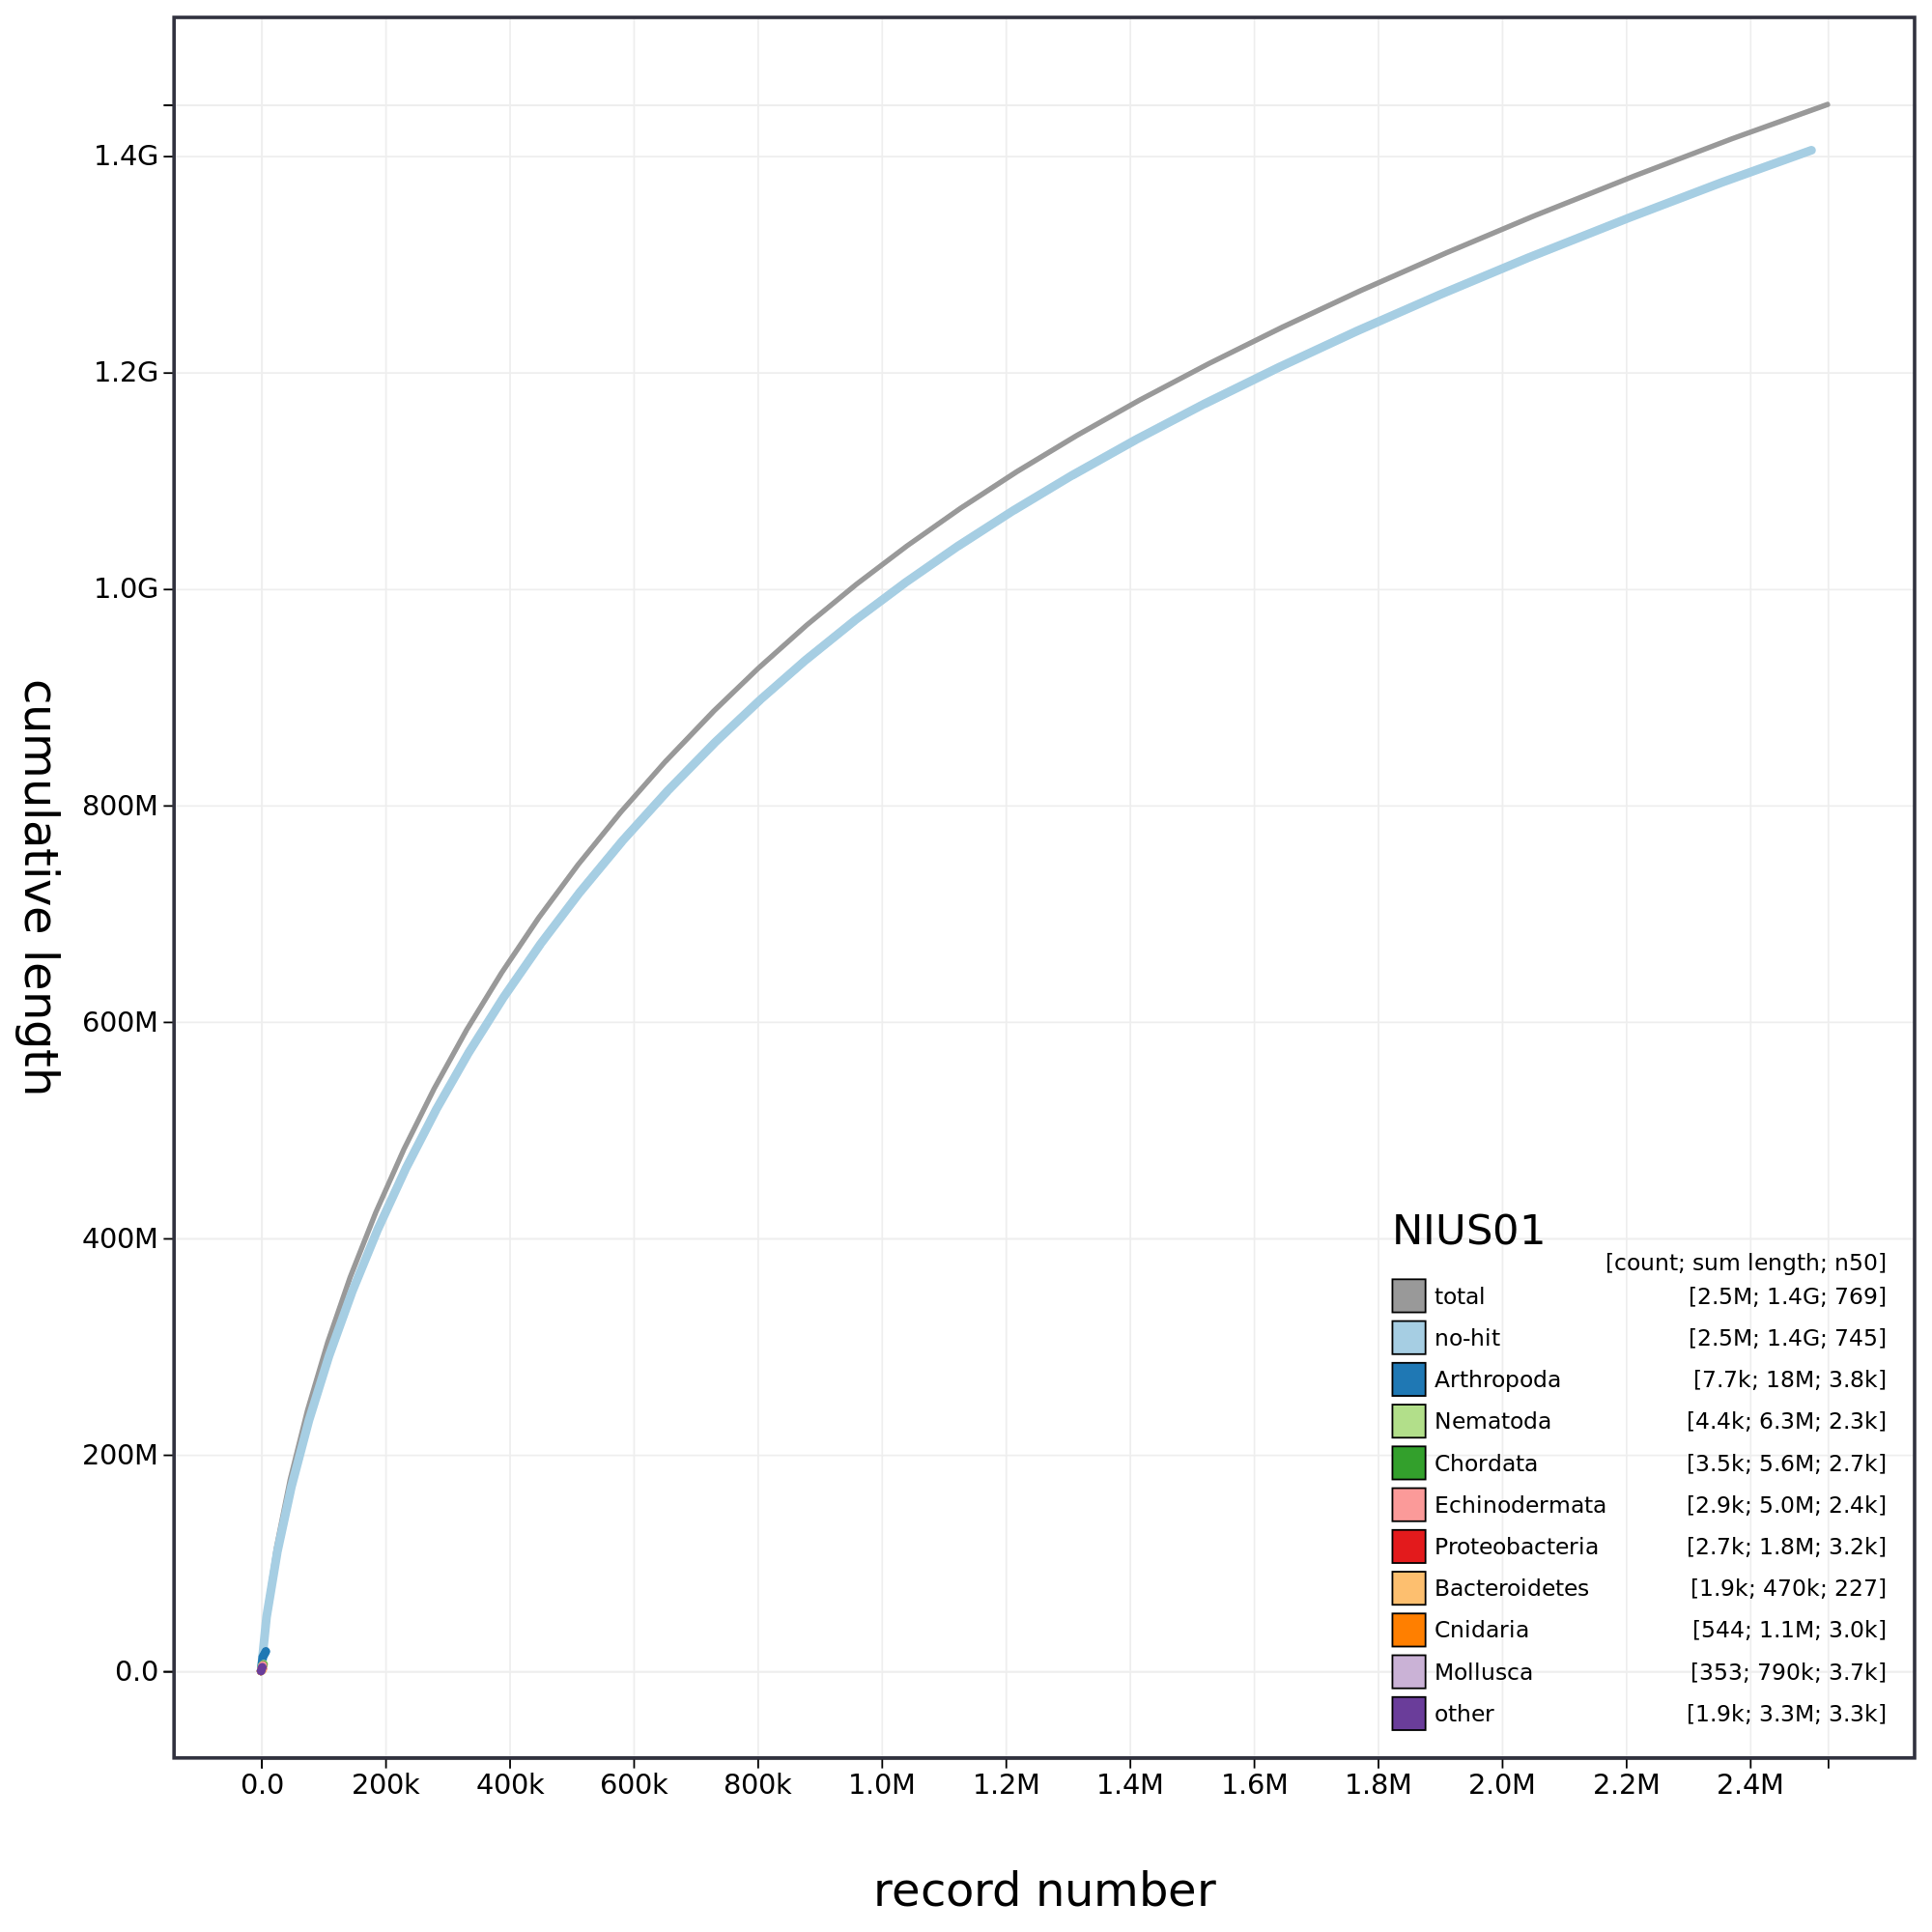 cumulative length
1.4G
1.2G
1.0G
800M
600M
400M
200M
0.0
NIUS01
[count; sum length; n50]
total [2.5M; 1.4G; 769]
no-hit [2.5M; 1.4G; 745]
Arthropoda [7.7k; 18M; 3.8k]
Nematoda [4.4k; 6.3M; 2.3k]
Chordata [3.5k; 5.6M; 2.7k]
Echinodermata [2.9k; 5.0M; 2.4k]
Proteobacteria [2.7k; 1.8M; 3.2k]
Bacteroidetes [1.9k; 470k; 227]
Cnidaria [544; 1.1M; 3.0k]
Mollusca [353; 790k; 3.7k]
other [1.9k; 3.3M; 3.3k]
0.0 200k 400k 600k 800k 1.0M 1.2M 1.4M 1.6M 1.8M 2.0M 2.2M 2.4M
record number